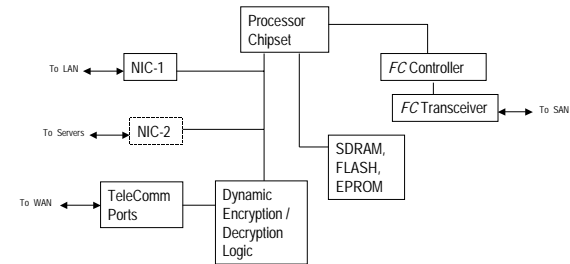 Processor
Chipset
To LAN
NIC-1
FC Controller
FC Transceiver
To SAN
To Servers
NIC-2
SDRAM,
FLASH,
EPROM
To WAN
TeleComm
Ports
Dynamic
Encryption /
Decryption
Logic